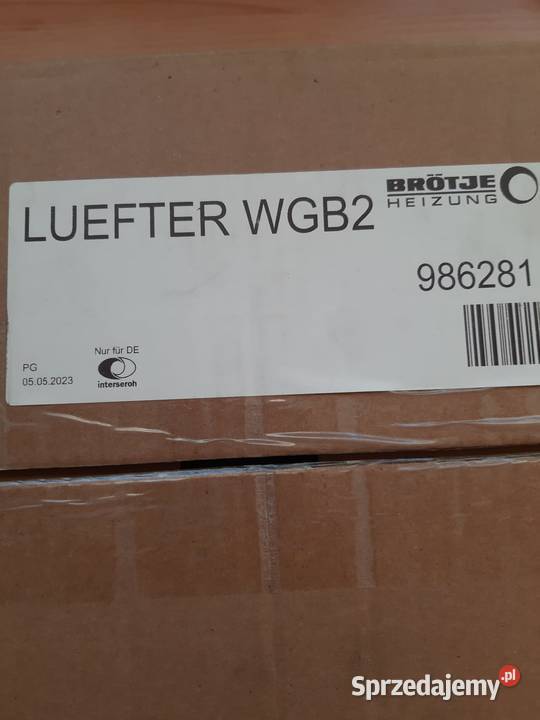 LUEFTER WGB2
BRÖTJE
HEIZUNG
986281
Nur für DE
interseroh
PG
05.05.2023
Sprzedajemy.pl